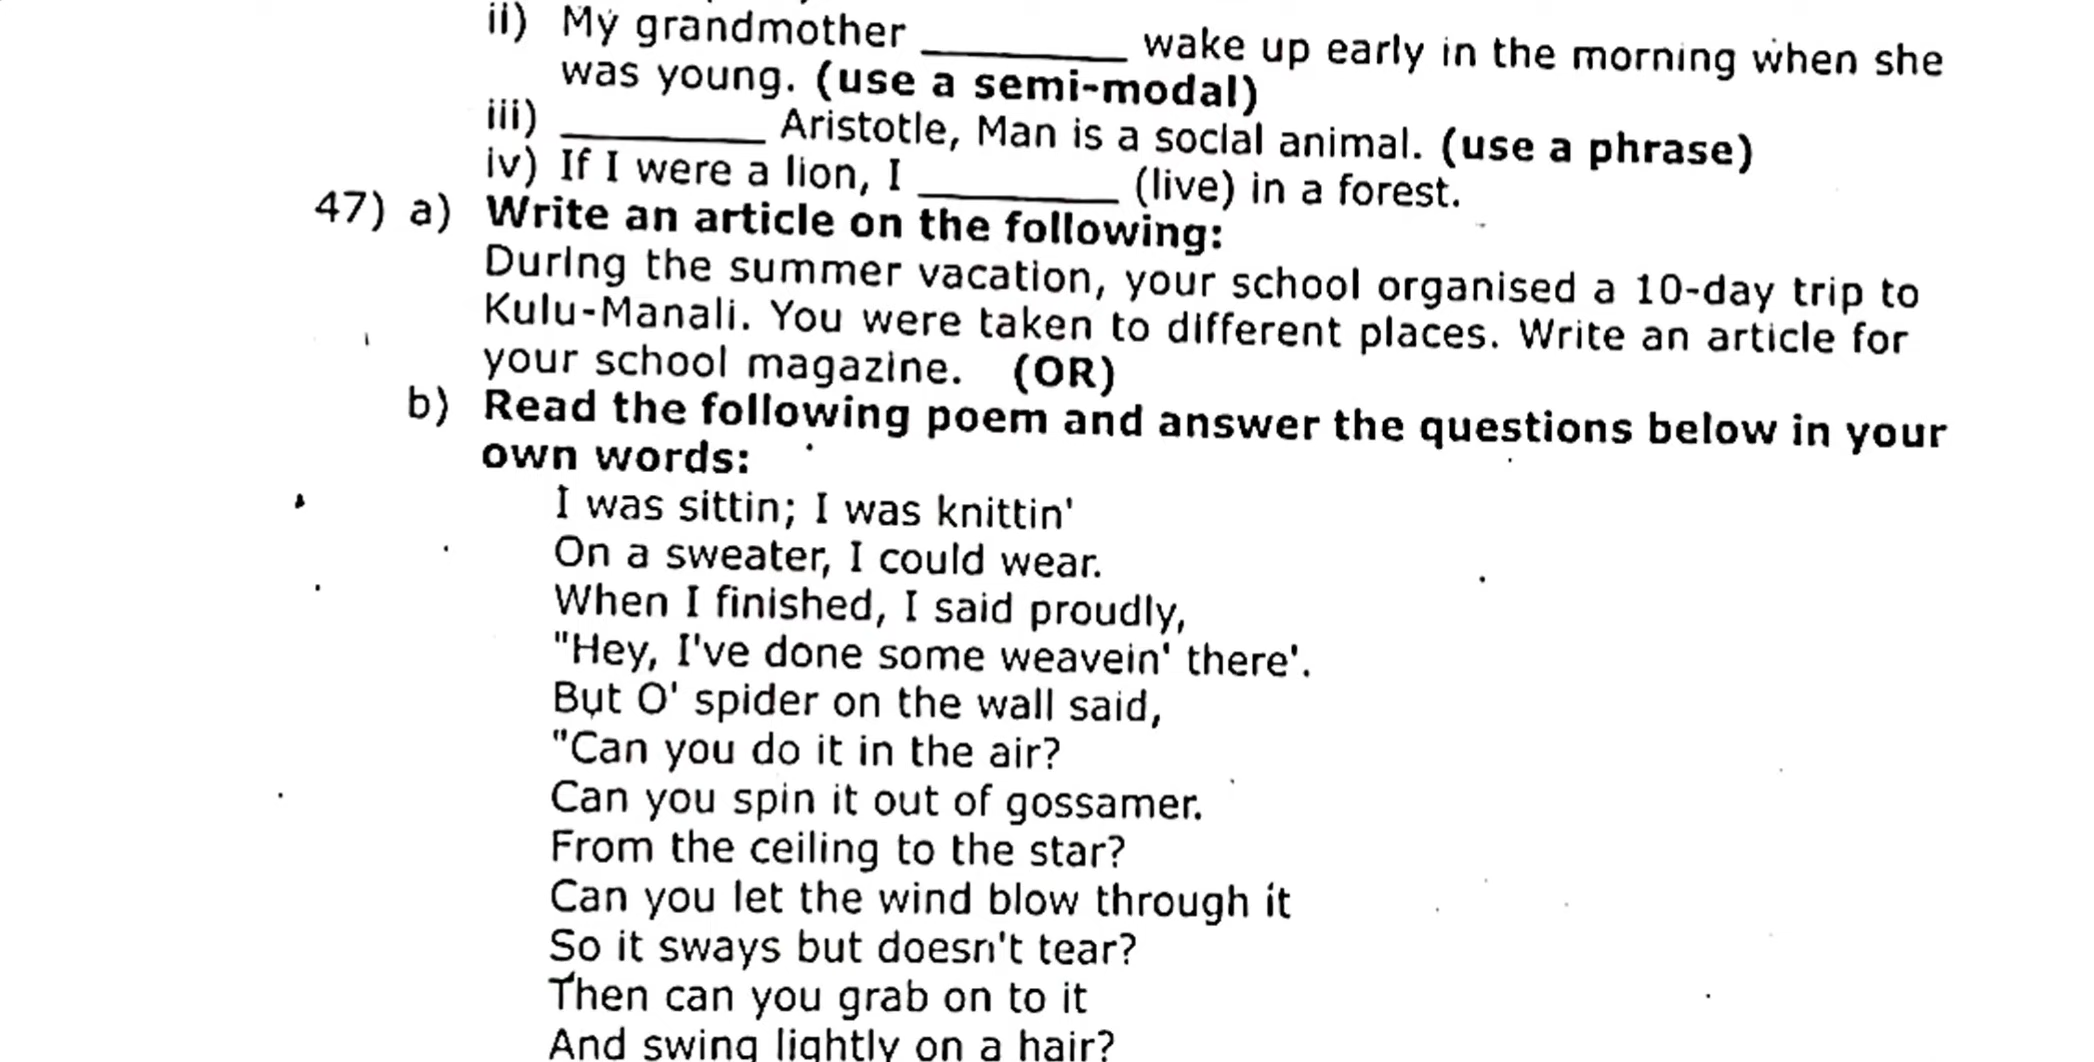 ii) My grandmother ________ wake up early in the morning when she
was young. (use a semi-modal)
iii) ________ Aristotle, Man is a social animal. (use a phrase)
iv) If I were a lion, I ________ (live) in a forest.
47) a) Write an article on the following:
During the summer vacation, your school organised a 10-day trip to
Kulu-Manali. You were taken to different places. Write an article for
your school magazine. (OR)
b) Read the following poem and answer the questions below in your
own words:
I was sittin; I was knittin'
On a sweater, I could wear.
When I finished, I said proudly,
"Hey, I've done some weavein' there'.
But O' spider on the wall said,
"Can you do it in the air?
Can you spin it out of gossamer.
From the ceiling to the star?
Can you let the wind blow through it
So it sways but doesn't tear?
Then can you grab on to it
And swing lightly on a hair?